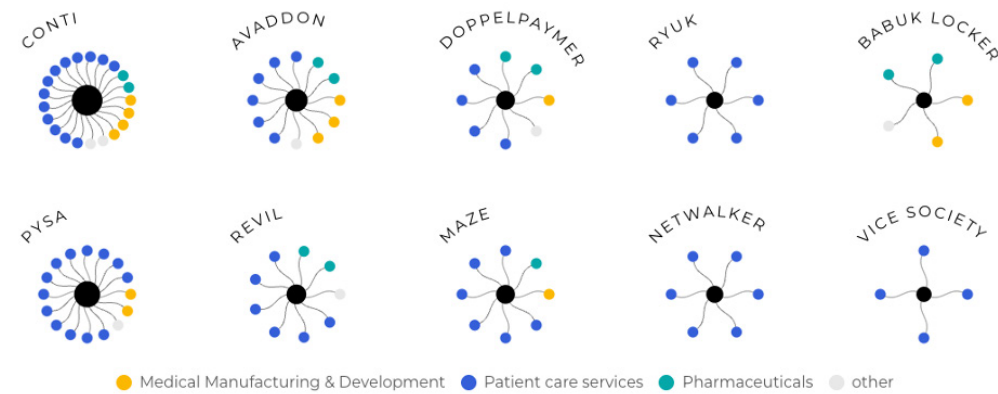 CONTI
AVADDON
DOPPELPAYMER
RYUK
BABUK LOCKER
PYSA
REVIL
MAZE
NETWALKER
VICE SOCIETY
Medical Manufacturing & Development Patient care services Pharmaceuticals other